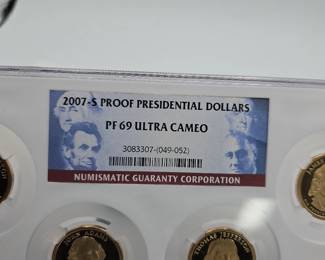 2007-S PROOF PRESIDENTIAL DOLLARS
PF 69 ULTRA CAMEO
3083307-(049-052)
NUMISMATIC GUARANTY CORPORATION
JOHN ADAMS
THOMAS JEFFERSON